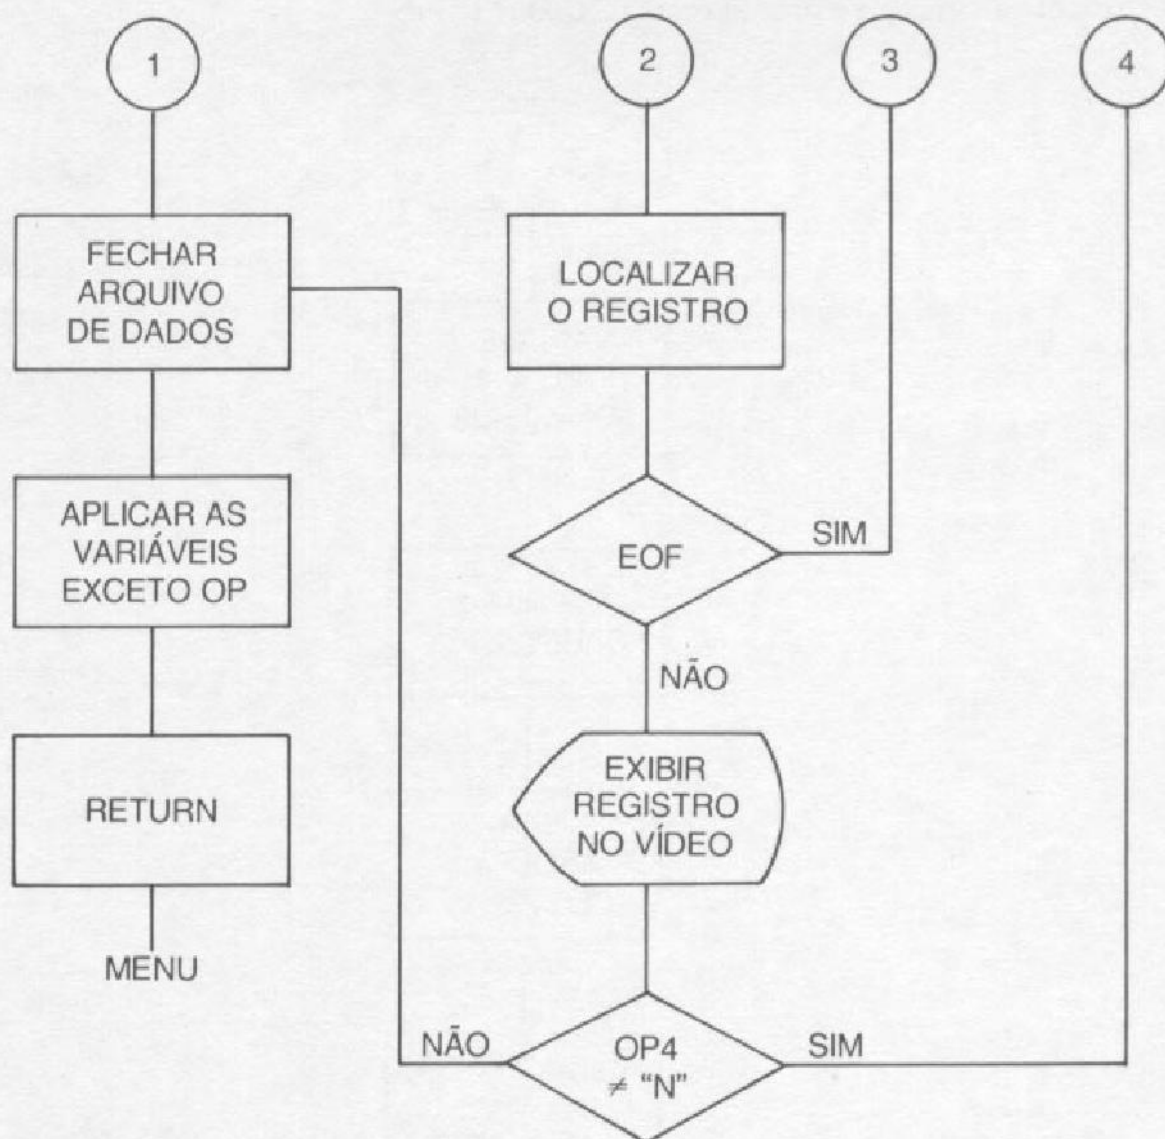 1
2
3
4
FECHAR
ARQUIVO
DE DADOS
LOCALIZAR
O REGISTRO
APLICAR AS
VARIÁVEIS
EXCETO OP
EOF
SIM
NÃO
RETURN
EXIBIR
REGISTRO
NO VÍDEO
MENU
NÃO
OP4
≠ “N”
SIM